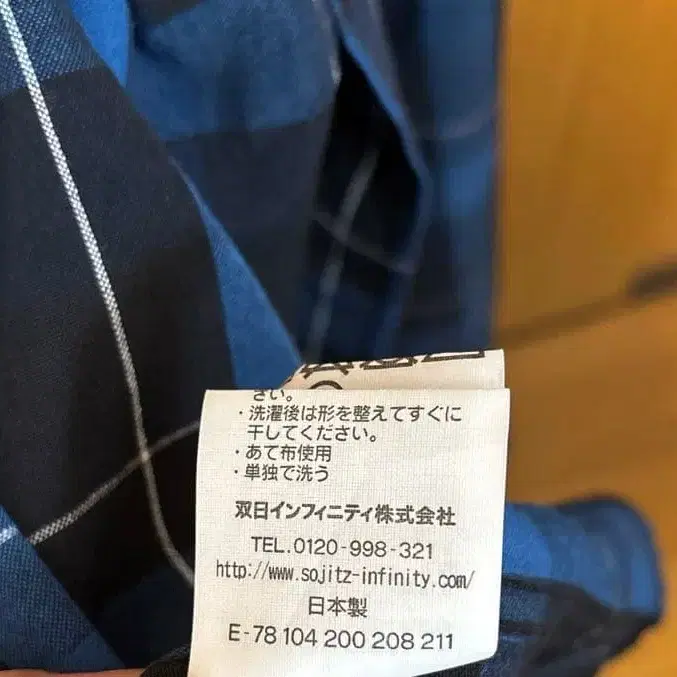 さい。
・洗濯後は形を整えてすぐに
干してください。
・あて布使用
・単独で洗う
双日インフィニティ株式会社
TEL.0120-998-321
http://www.sojitz-infinity.com/
日本製
E-78 104 200 208 211